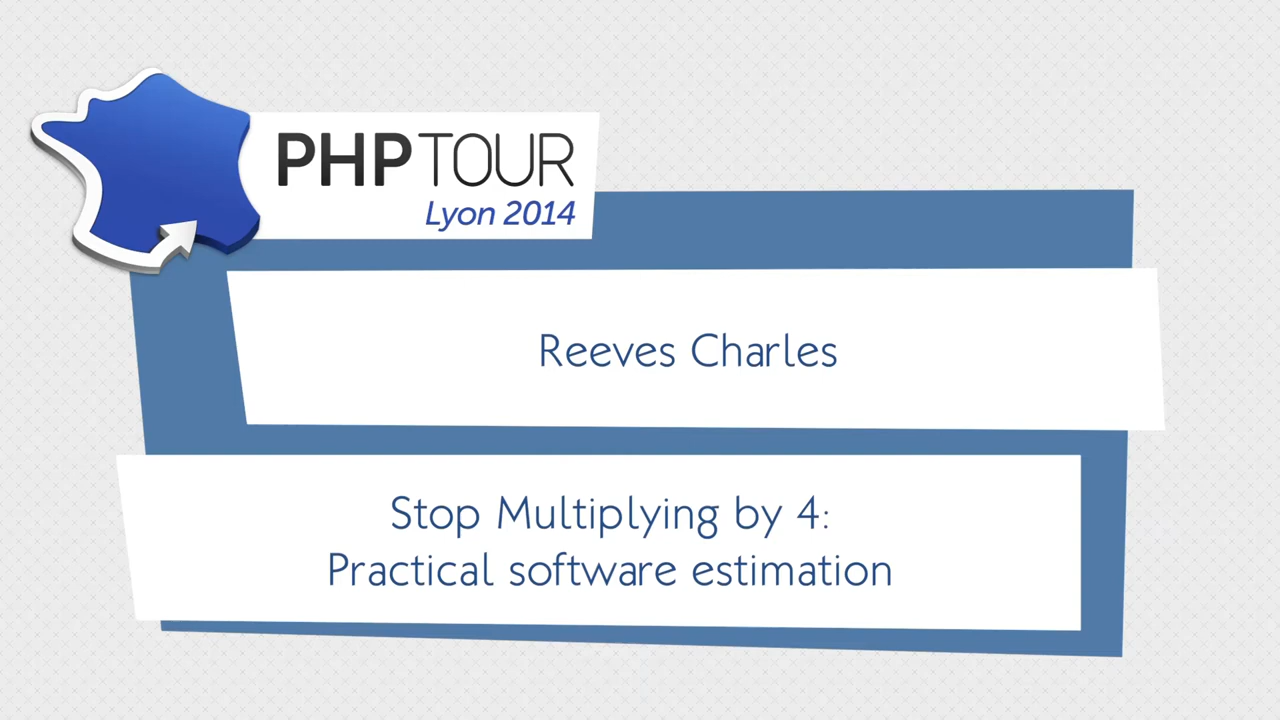 PHPTOUR
Lyon 2014
Reeves Charles
Stop Multiplying by 4:
Practical software estimation